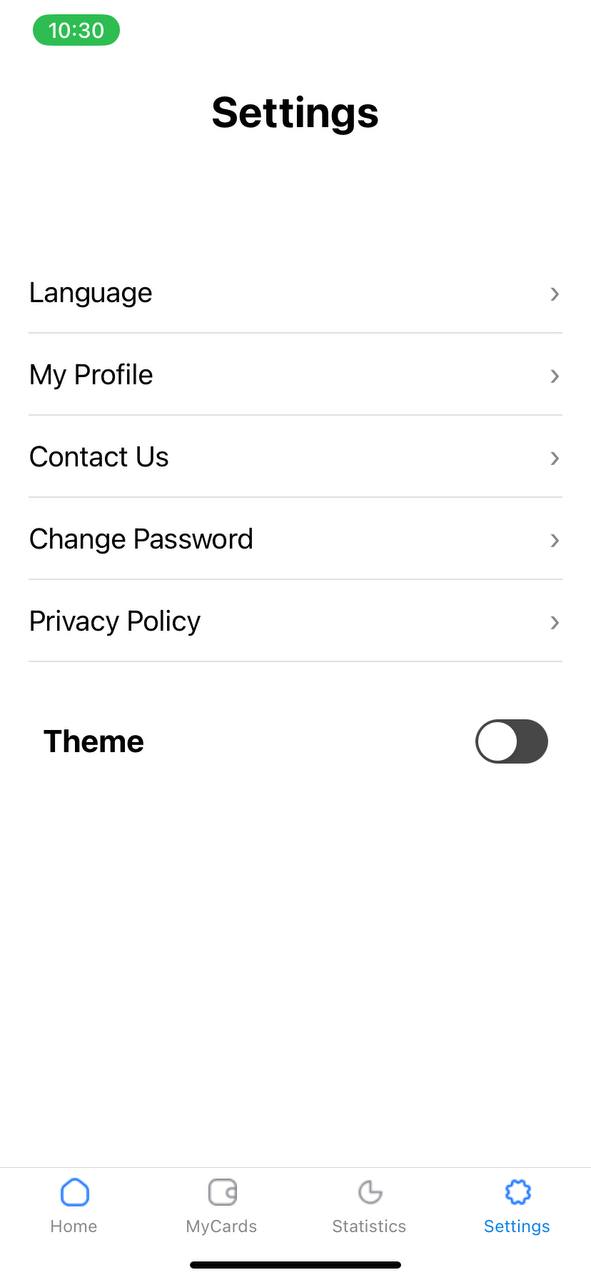 10:30
Settings
Language
My Profile
Contact Us
Change Password
Privacy Policy
Theme
Home
MyCards
Statistics
Settings